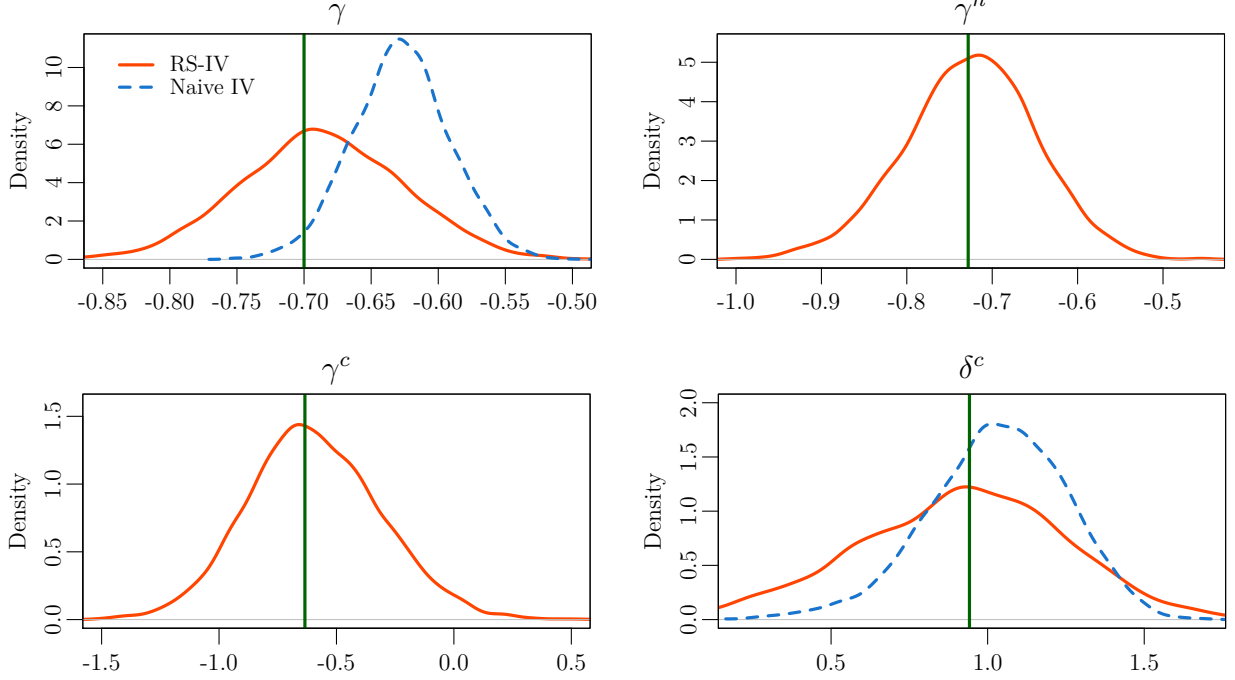 γ
Density
0 2 4 6 8 10
RS-IV
Naive IV
-0.85 -0.80 -0.75 -0.70 -0.65 -0.60 -0.55 -0.50
γⁿ
Density
0 1 2 3 4 5
-1.0 -0.9 -0.8 -0.7 -0.6 -0.5
γᶜ
Density
0.0 0.5 1.0 1.5
-1.5 -1.0 -0.5 0.0 0.5
δᶜ
Density
0.0 0.5 1.0 1.5 2.0
0.5 1.0 1.5